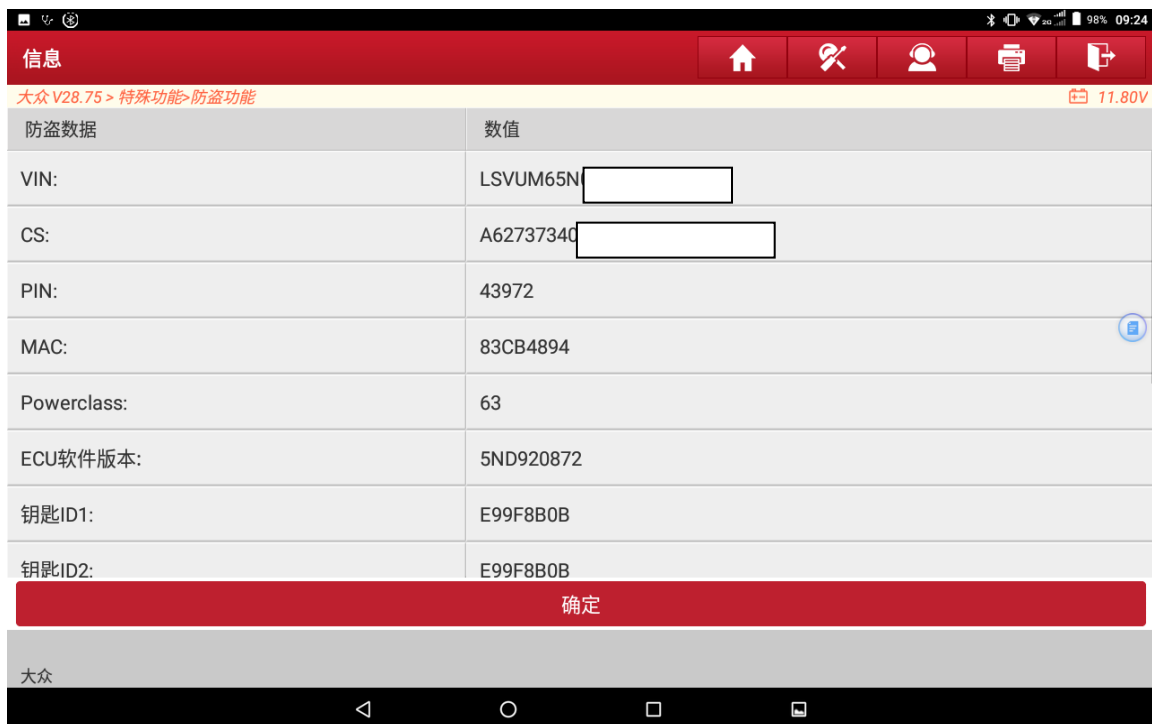 2G 98% 09:24
信息
大众 V28.75 > 特殊功能>防盗功能 11.80V
防盗数据 数值
VIN: LSVUM65N
CS: A62737340
PIN: 43972
MAC: 83CB4894
Powerclass: 63
ECU软件版本: 5ND920872
钥匙ID1: E99F8B0B
钥匙ID2: E99F8B0B
确定
大众